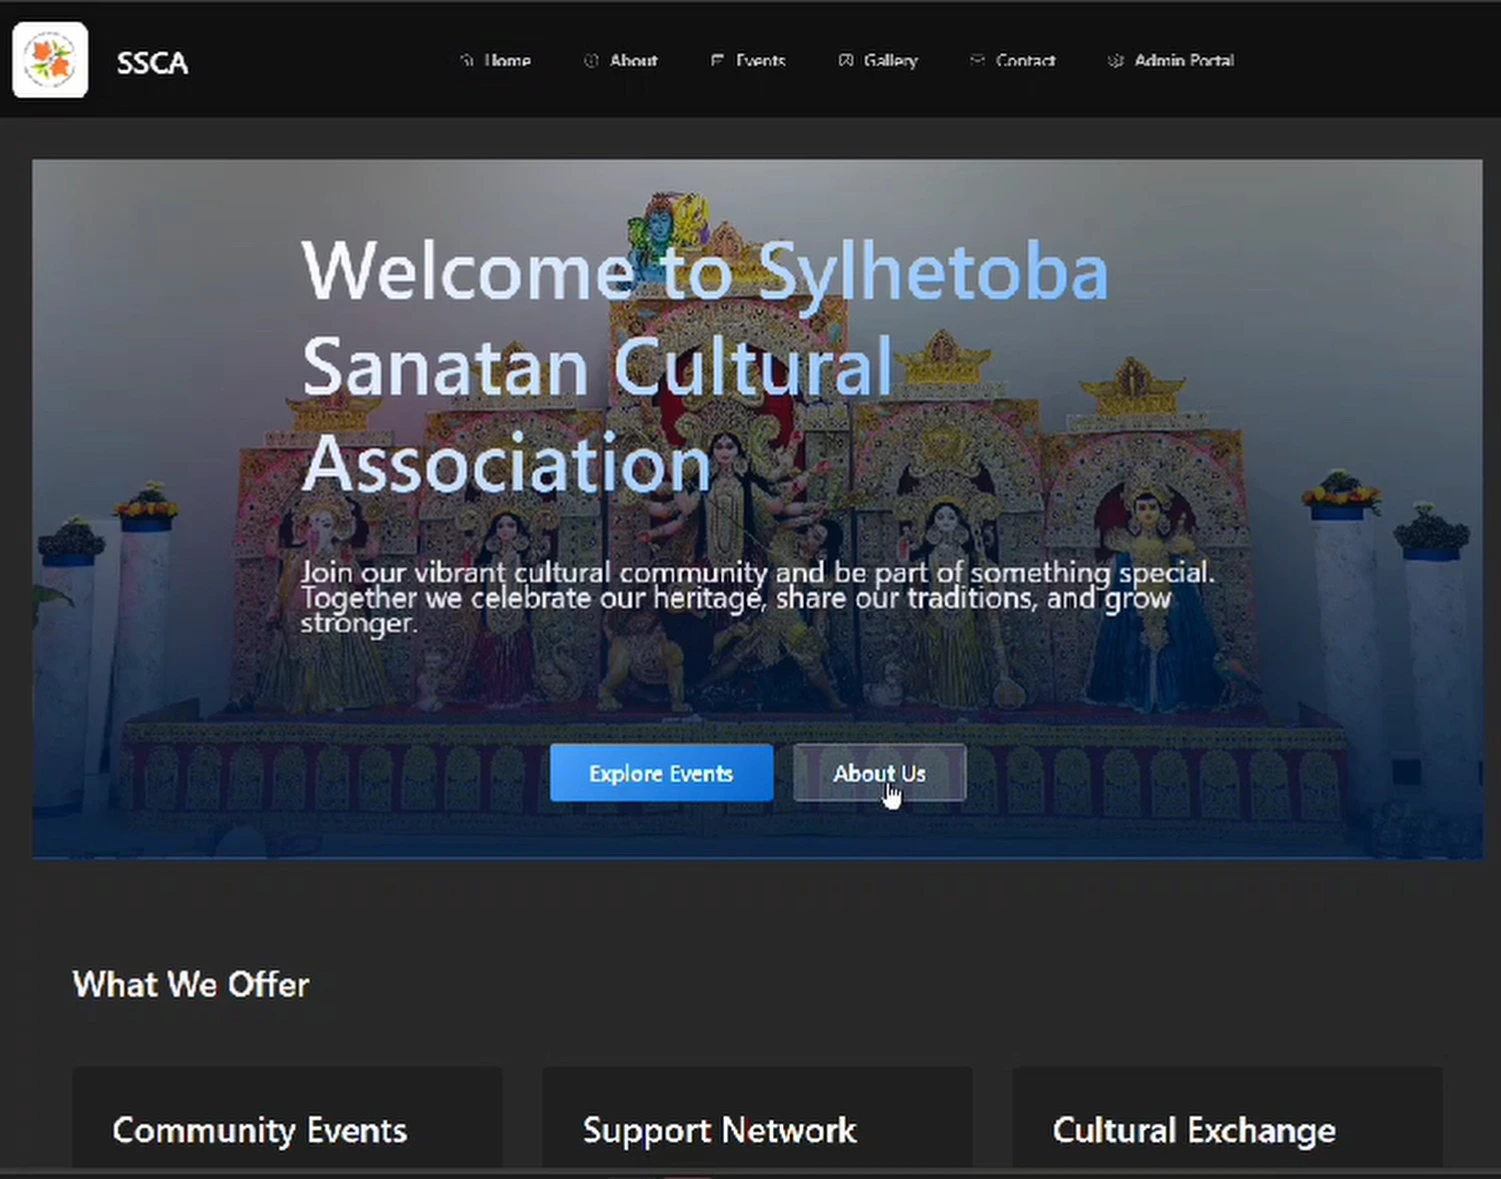 SSCA
Home
About
Events
Gallery
Contact
Admin Portal
Welcome to Sylhetoba
Sanatan Cultural
Association
Join our vibrant cultural community and be part of something special.
Together we celebrate our heritage, share our traditions, and grow
stronger.
Explore Events
About Us
What We Offer
Community Events
Support Network
Cultural Exchange